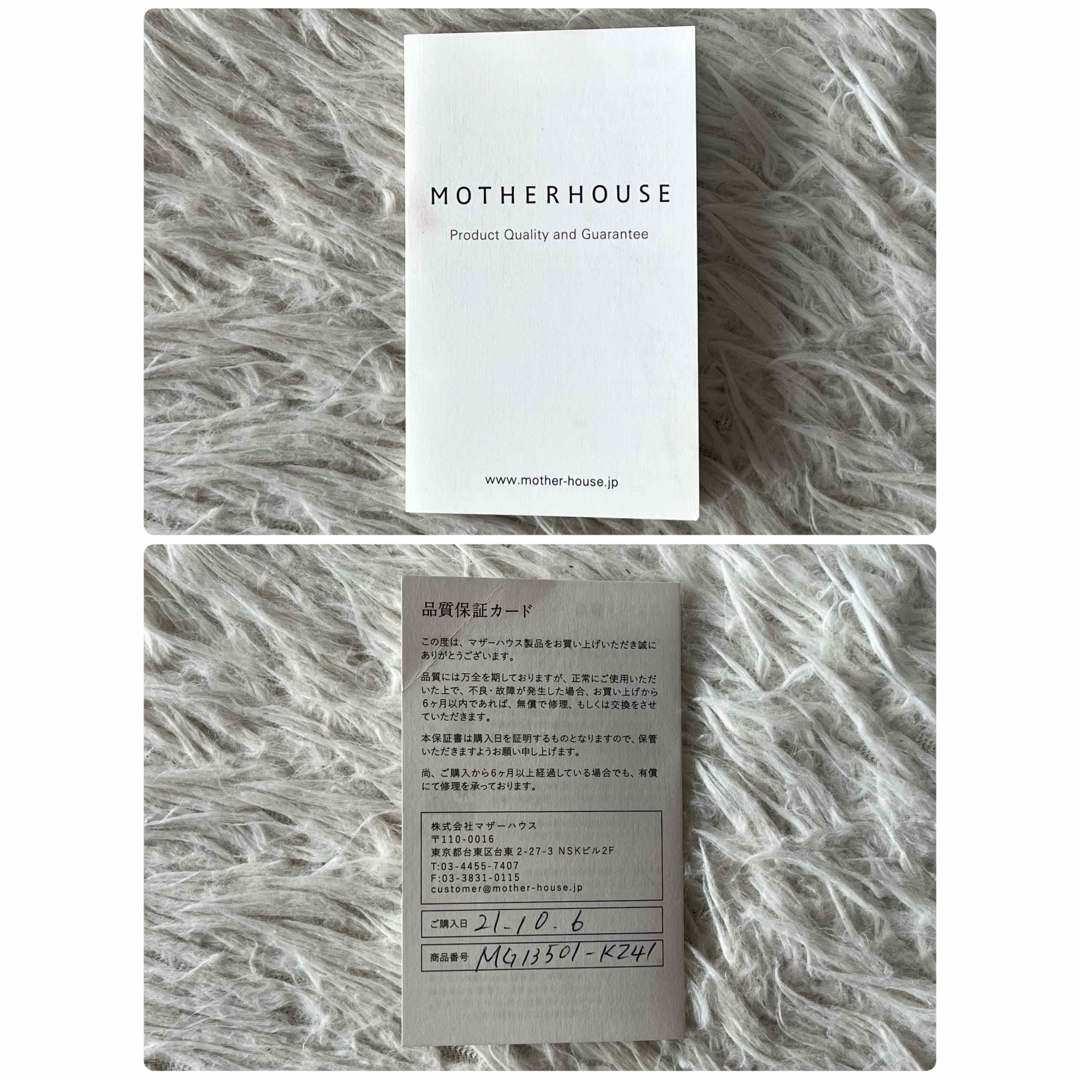 MOTHERHOUSE
Product Quality and Guarantee
www.mother-house.jp
品質保証カード
この度は、マザーハウス製品をお買い上げいただき誠に
ありがとうございます。
品質には万全を期しておりますが、正常にご使用いただ
いた上で、不良・故障が発生した場合、お買い上げから
6ヶ月以内であれば、無償で修理、もしくは交換をさせ
ていただきます。
本保証書は購入日を証明するものとなりますので、保管
いただきますようお願い申し上げます。
尚、ご購入から6ヶ月以上経過している場合でも、有償
にて修理を承っております。
株式会社マザーハウス
〒110-0016
東京都台東区台東 2-27-3 NSKビル2F
T:03-4455-7407
F:03-3831-0115
customer@mother-house.jp
ご購入日 21-10.6
商品番号 MG13501-KZ41